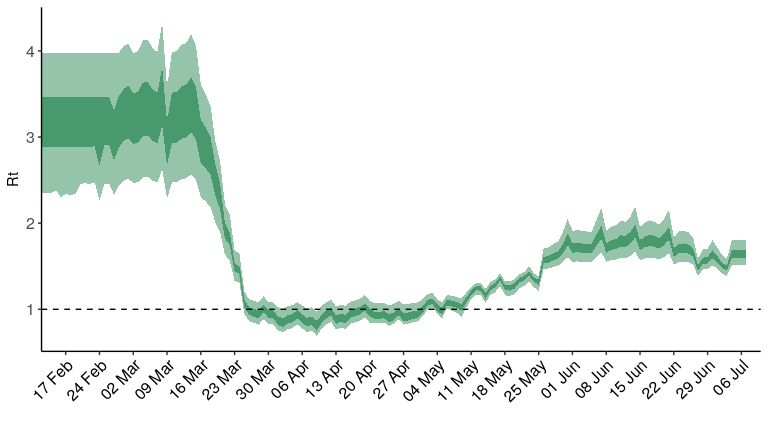 4
3
2
1
Rt
17 Feb
24 Feb
02 Mar
09 Mar
16 Mar
23 Mar
30 Mar
06 Apr
13 Apr
20 Apr
27 Apr
04 May
11 May
18 May
25 May
01 Jun
08 Jun
15 Jun
22 Jun
29 Jun
06 Jul